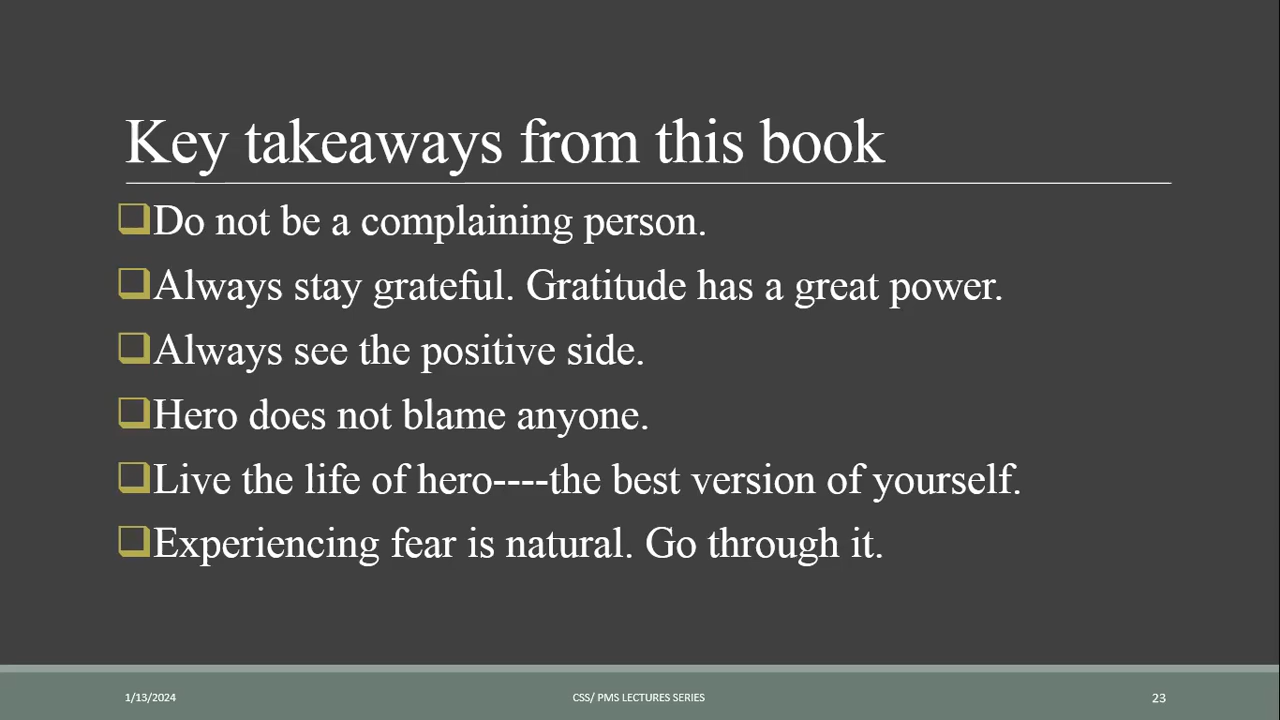 Key takeaways from this book
Do not be a complaining person.
Always stay grateful. Gratitude has a great power.
Always see the positive side.
Hero does not blame anyone.
Live the life of hero----the best version of yourself.
Experiencing fear is natural. Go through it.
1/13/2024
CSS/ PMS LECTURES SERIES
23